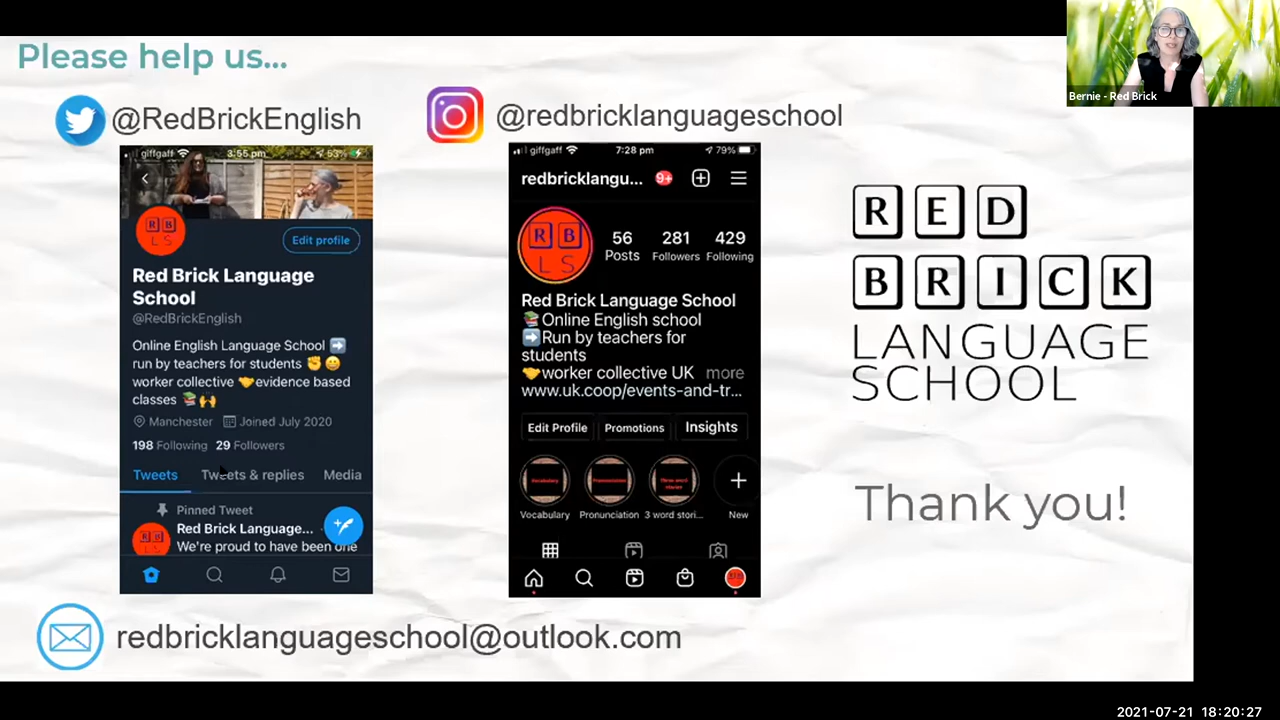 Please help us...
@RedBrickEnglish
@redbricklanguageschool
Bernie - Red Brick
giffgaff 3:55 pm 53%
Edit profile
R B
L S
Red Brick Language
School
@RedBrickEnglish
Online English Language School ➡️
run by teachers for students ✊😀
worker collective 🤝evidence based
classes 📚🙌
Manchester Joined July 2020
198 Following 29 Followers
Tweets Tweets & replies Media
Pinned Tweet
Red Brick Language...
We're proud to have been one
giffgaff 7:28 pm 79%
redbricklangu... 9+
R B
L S
56 281 429
Posts Followers Following
Red Brick Language School
📚Online English school
➡️Run by teachers for
students
🤝worker collective UK more
www.uk.coop/events-and-tr...
Edit Profile Promotions Insights
Vocabulary Pronunciation Three word stories
Vocabulary Pronunciation 3 word stori... New
RED
BRICK
LANGUAGE
SCHOOL
Thank you!
redbricklanguageschool@outlook.com
2021-07-21 18:20:27